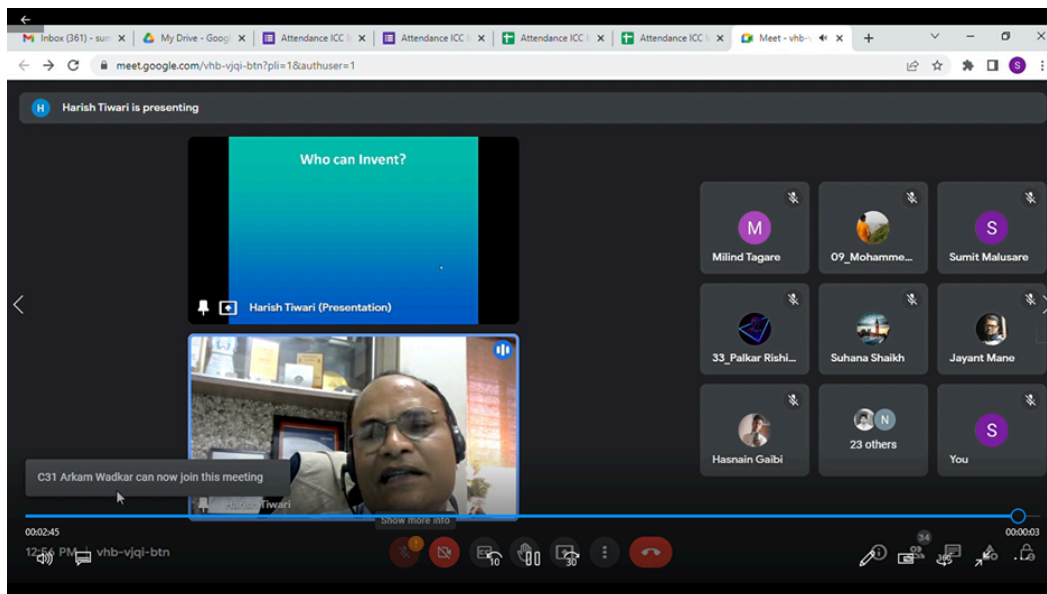 Inbox (361) - sum
My Drive - Googl
Attendance ICC I
Attendance ICC I
Attendance ICC I
Attendance ICC I
Meet - vhb-v
meet.google.com/vhb-vjqi-btn?pli=1&authuser=1
S
H Harish Tiwari is presenting
Who can Invent?
Harish Tiwari (Presentation)
M
Milind Tagare
09_Mohamme...
S
Sumit Malusare
33_Palkar Rishi...
Suhana Shaikh
Jayant Mane
Hasnain Gaibi
N
23 others
S
You
C31 Arkam Wadkar can now join this meeting
Harish Tiwari
Show more info
00:02:45
00:00:03
12:56 PM vhb-vjqi-btn
10
30
34